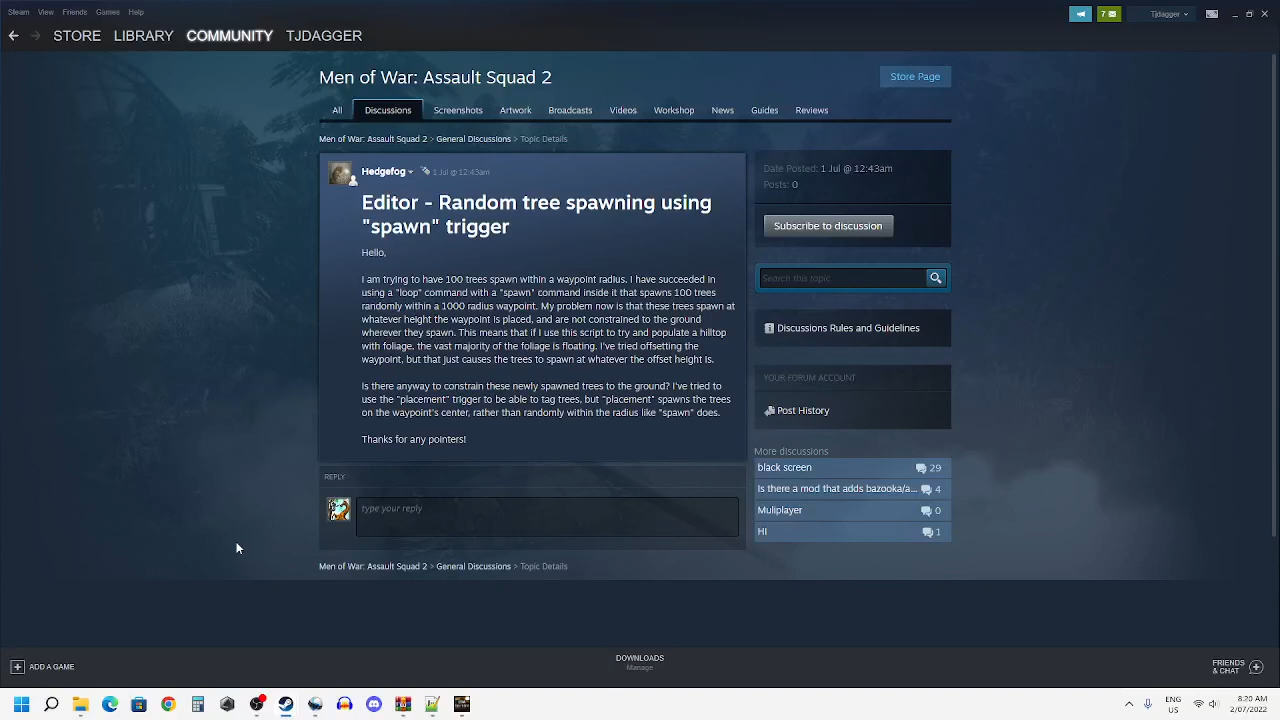 Steam View Friends Games Help
7
Tjdagger
STORE LIBRARY COMMUNITY TJDAGGER
Men of War: Assault Squad 2
Store Page
All Discussions Screenshots Artwork Broadcasts Videos Workshop News Guides Reviews
Men of War: Assault Squad 2 > General Discussions > Topic Details
Hedgefog 1 Jul @ 12:43am
Editor - Random tree spawning using
"spawn" trigger
Hello,
I am trying to have 100 trees spawn within a waypoint radius. I have succeeded in
using a "loop" command with a "spawn" command inside it that spawns 100 trees
randomly within a 1000 radius waypoint. My problem now is that these trees spawn at
whatever height the waypoint is placed, and are not constrained to the ground
wherever they spawn. This means that if I use this script to try and populate a hilltop
with foliage, the vast majority of the foliage is floating. I've tried offsetting the
waypoint, but that just causes the trees to spawn at whatever the offset height is.
Is there anyway to constrain these newly spawned trees to the ground? I've tried to
use the "placement" trigger to be able to tag trees, but "placement" spawns the trees
on the waypoint's center, rather than randomly within the radius like "spawn" does.
Thanks for any pointers!
REPLY
type your reply
Men of War: Assault Squad 2 > General Discussions > Topic Details
Date Posted: 1 Jul @ 12:43am
Posts: 0
Subscribe to discussion
Search this topic
Discussions Rules and Guidelines
YOUR FORUM ACCOUNT
Post History
More discussions
black screen 29
Is there a mod that adds bazooka/a... 4
Muliplayer 0
HI 1
ADD A GAME
DOWNLOADS
Manage
FRIENDS
& CHAT
ENG
US
8:20 AM
2/07/2022